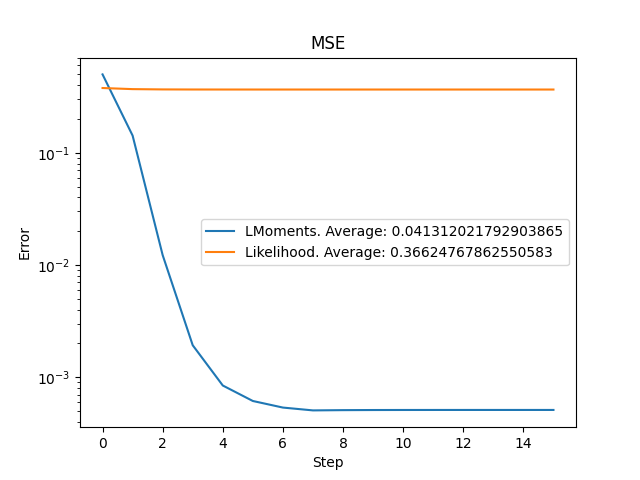 MSE
Error
10⁻¹
10⁻²
10⁻³
LMoments. Average: 0.041312021792903865
Likelihood. Average: 0.36624767862550583
0 2 4 6 8 10 12 14
Step